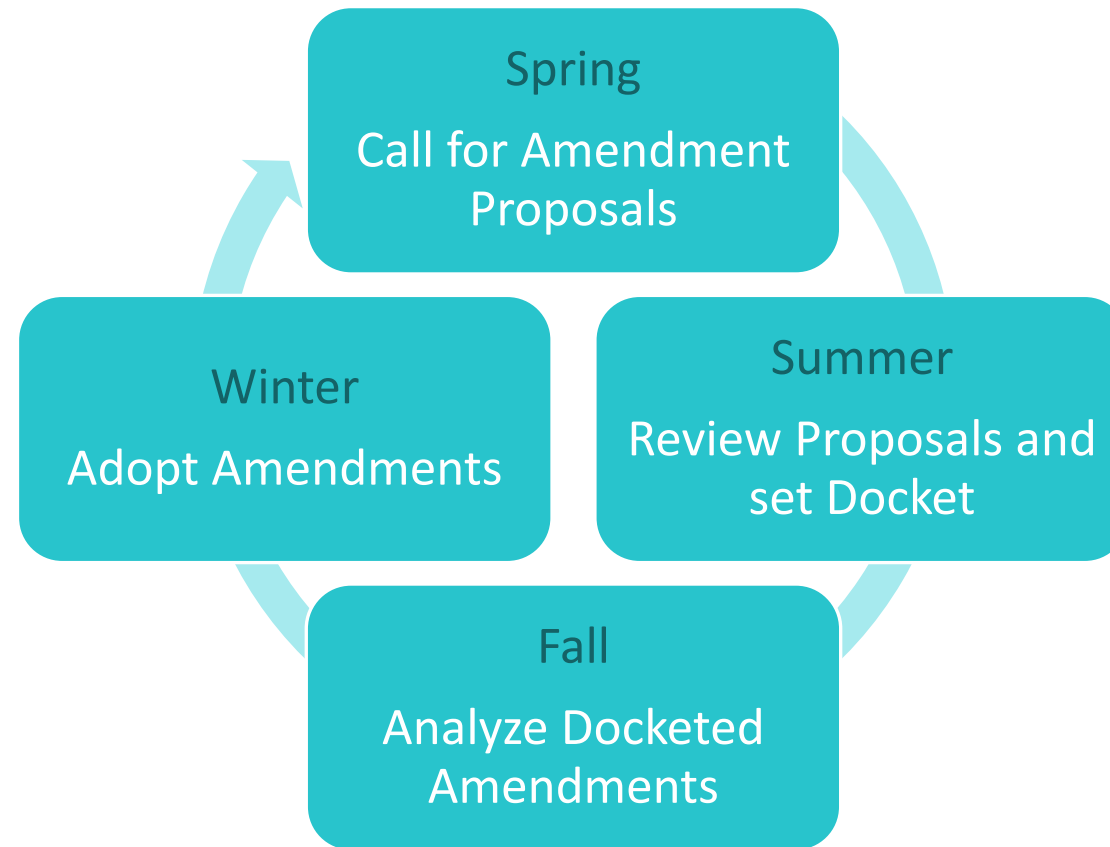 Spring
Call for Amendment
Proposals
Summer
Review Proposals and
set Docket
Fall
Analyze Docketed
Amendments
Winter
Adopt Amendments